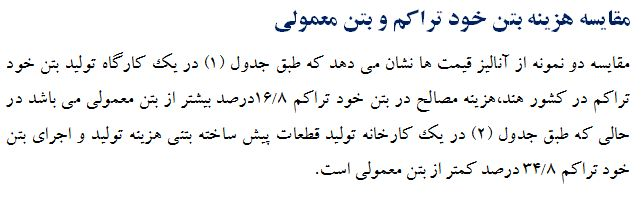 مقایسه هزینه بتن خود تراکم و بتن معمولی
مقایسه دو نمونه از آنالیز قیمت ها نشان می دهد که طبق جدول (۱) در یک کارگاه تولید بتن خود
تراکم در کشور هند،هزینه مصالح در بتن خود تراکم ۱۶/۸درصد بیشتر از بتن معمولی می باشد در
حالی که طبق جدول (۲) در یک کارخانه تولید قطعات پیش ساخته بتنی هزینه تولید و اجرای بتن
خود تراکم ۳۴/۸ درصد کمتر از بتن معمولی است.